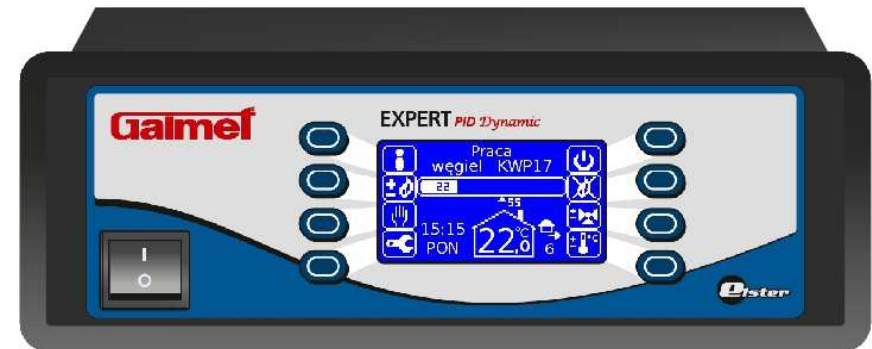 Galmet
EXPERT PID Dynamic
Praca
węgiel KWP17
22
55
15:15
PON
22,0
°C
6
°C
I
O
elster